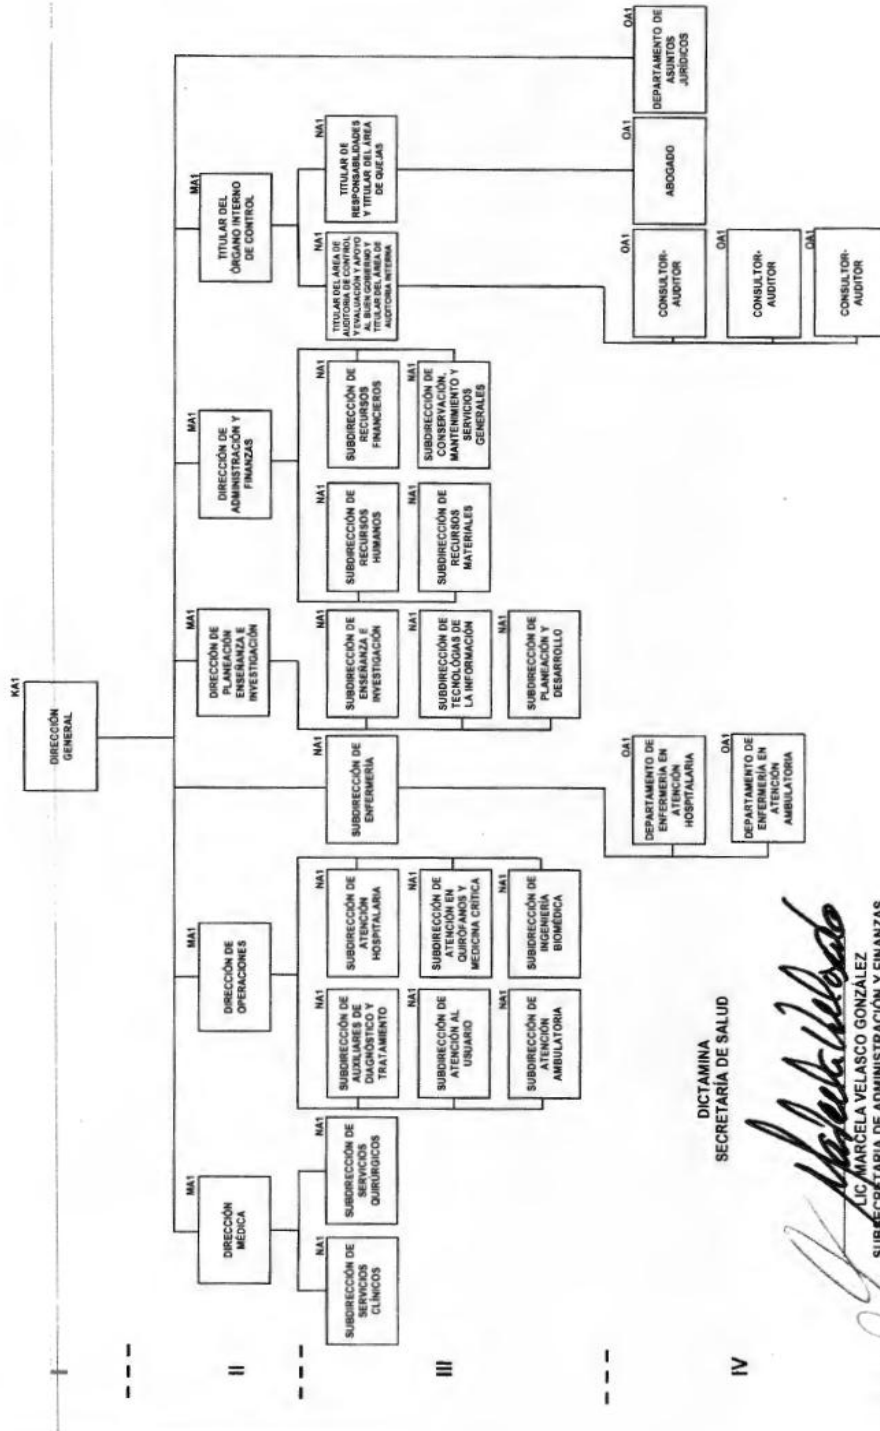 I
KA1
DIRECCIÓN
GENERAL
II
MA1
DIRECCIÓN
MÉDICA
MA1
DIRECCIÓN DE
OPERACIONES
MA1
DIRECCIÓN DE
PLANEACIÓN
ENSEÑANZA E
INVESTIGACIÓN
MA1
DIRECCIÓN DE
ADMINISTRACIÓN Y
FINANZAS
MA1
TITULAR DEL
ÓRGANO INTERNO
DE CONTROL
III
NA1
SUBDIRECCIÓN DE
SERVICIOS
CLÍNICOS
NA1
SUBDIRECCIÓN DE
SERVICIOS
QUIRÚRGICOS
NA1
SUBDIRECCIÓN DE
AUXILIARES DE
DIAGNÓSTICO Y
TRATAMIENTO
NA1
SUBDIRECCIÓN DE
ATENCIÓN
HOSPITALARIA
NA1
SUBDIRECCIÓN DE
ATENCIÓN AL
USUARIO
NA1
SUBDIRECCIÓN DE
ATENCIÓN EN
QUIRÓFANOS Y
MEDICINA CRÍTICA
NA1
SUBDIRECCIÓN DE
ATENCIÓN
AMBULATORIA
NA1
SUBDIRECCIÓN DE
INGENIERÍA
BIOMÉDICA
NA1
SUBDIRECCIÓN DE
ENFERMERÍA
NA1
SUBDIRECCIÓN DE
ENSEÑANZA E
INVESTIGACIÓN
NA1
SUBDIRECCIÓN DE
TECNOLOGÍAS DE
LA INFORMACIÓN
NA1
SUBDIRECCIÓN DE
PLANEACIÓN Y
DESARROLLO
NA1
SUBDIRECCIÓN DE
RECURSOS
HUMANOS
NA1
SUBDIRECCIÓN DE
RECURSOS
FINANCIEROS
NA1
SUBDIRECCIÓN DE
RECURSOS
MATERIALES
NA1
SUBDIRECCIÓN DE
CONSERVACIÓN,
MANTENIMIENTO Y
SERVICIOS
GENERALES
NA1
TITULAR DEL ÁREA DE
AUDITORIA DE CONTROL
Y EVALUACIÓN Y APOYO
AL BUEN GOBIERNO Y
TITULAR DEL ÁREA DE
AUDITORIA INTERNA
NA1
TITULAR DE
RESPONSABILIDADES
Y TITULAR DEL ÁREA
DE QUEJAS
IV
OA1
DEPARTAMENTO DE
ENFERMERÍA EN
ATENCIÓN
HOSPITALARIA
OA1
DEPARTAMENTO DE
ENFERMERÍA EN
ATENCIÓN
AMBULATORIA
OA1
CONSULTOR-
AUDITOR
OA1
CONSULTOR-
AUDITOR
OA1
CONSULTOR-
AUDITOR
OA1
ABOGADO
OA1
DEPARTAMENTO DE
ASUNTOS
JURÍDICOS
DICTAMINA
SECRETARÍA DE SALUD
LIC. MARCELA VELASCO GONZÁLEZ
SUBSECRETARIA DE ADMINISTRACIÓN Y FINANZAS